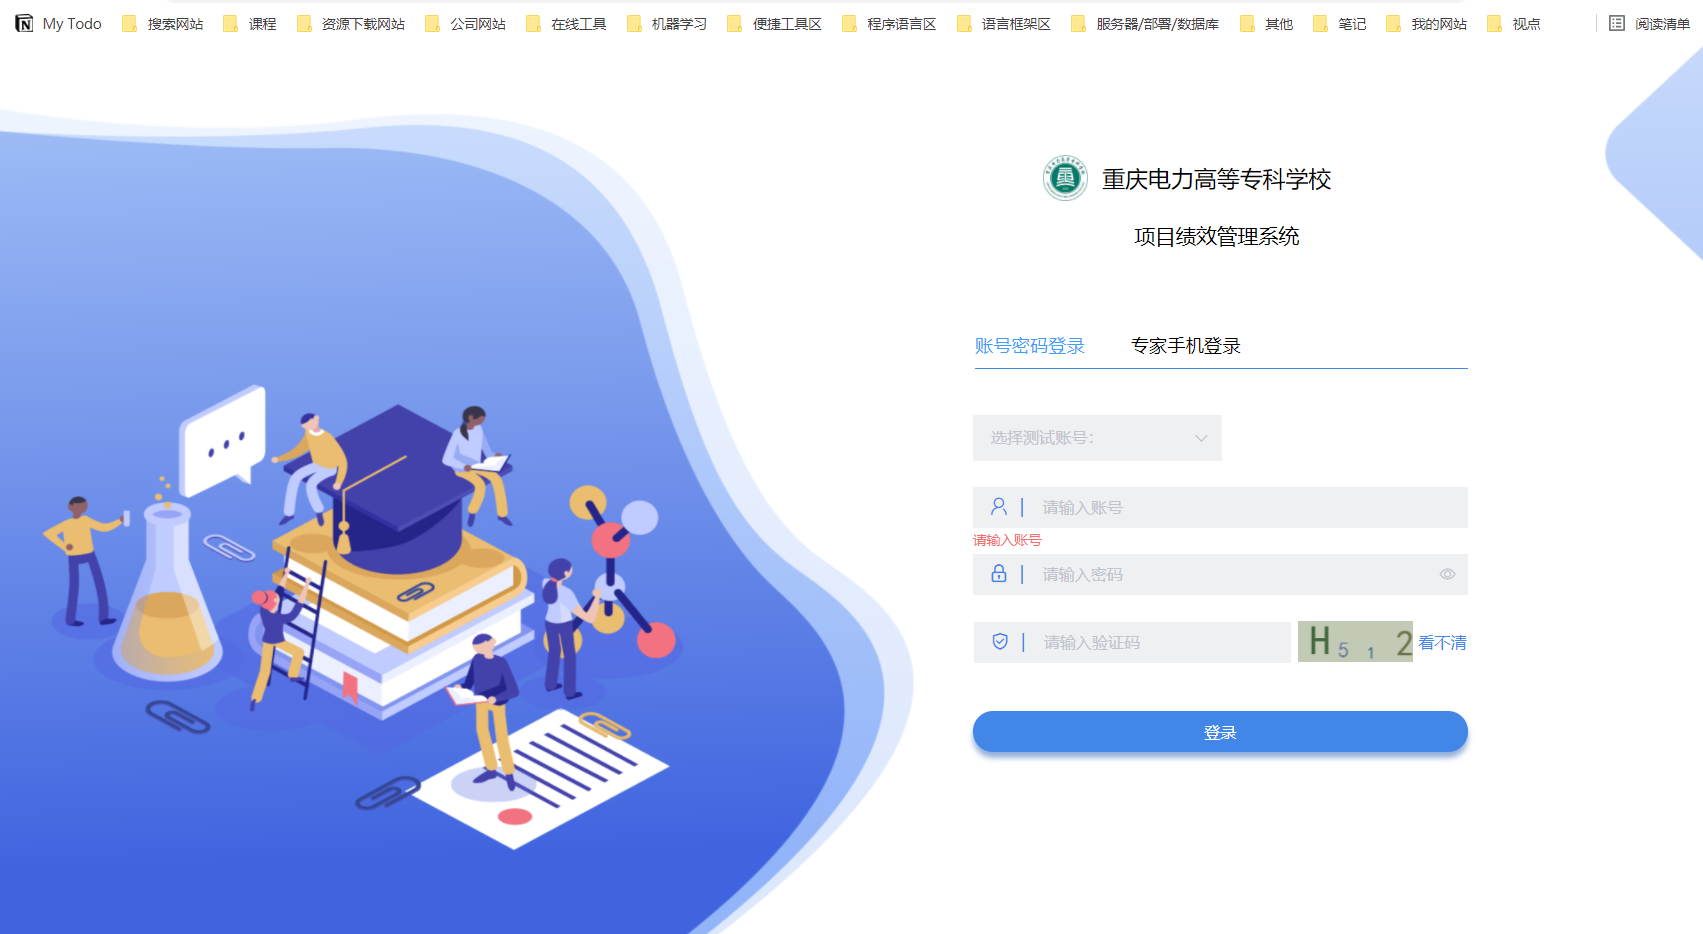 My Todo 搜索网站 课程 资源下载网站 公司网站 在线工具 机器学习 便捷工具区 程序语言区 语言框架区 服务器/部署/数据库 其他 笔记 我的网站 视点 阅读清单
重庆电力高等专科学校
项目绩效管理系统
账号密码登录 专家手机登录
选择测试账号:
请输入账号
请输入账号
请输入密码
请输入验证码 H512 看不清
登录